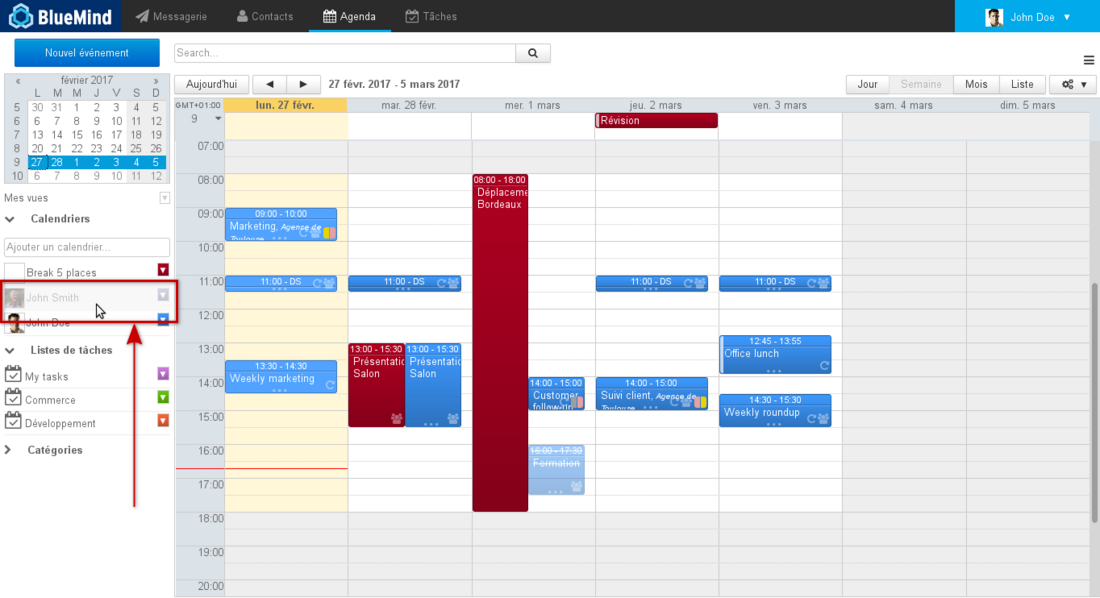 BlueMind Messagerie Contacts Agenda Tâches John Doe
Nouvel événement
Search...
Aujourd'hui 27 févr. 2017 - 5 mars 2017 Jour Semaine Mois Liste
« février 2017 »
L M M J V S D
5 30 31 1 2 3 4 5
6 6 7 8 9 10 11 12
7 13 14 15 16 17 18 19
8 20 21 22 23 24 25 26
9 27 28 1 2 3 4 5
10 6 7 8 9 10 11 12
Mes vues
Calendriers
Ajouter un calendrier...
Break 5 places
John Smith
John Doe
Listes de tâches
My tasks
Commerce
Développement
Catégories
GMT+01:00 lun. 27 févr. mar. 28 févr. mer. 1 mars jeu. 2 mars ven. 3 mars sam. 4 mars dim. 5 mars
9
Révision
07:00
08:00
09:00
10:00
11:00
12:00
13:00
14:00
15:00
16:00
17:00
18:00
19:00
20:00
09:00 - 10:00
Marketing, Agence de
Toulouze
11:00 - DS
13:30 - 14:30
Weekly marketing
11:00 - DS
13:00 - 15:30
Présentatic
Salon
13:00 - 15:30
Présentatic
Salon
08:00 - 18:00
Déplaceme
Bordeaux
14:00 - 15:00
Customer
follow-up
16:00 - 17:30
Formation
11:00 - DS
14:00 - 15:00
Suivi client, Agence de
Toulouze
11:00 - DS
12:45 - 13:55
Office lunch
14:30 - 15:30
Weekly roundup